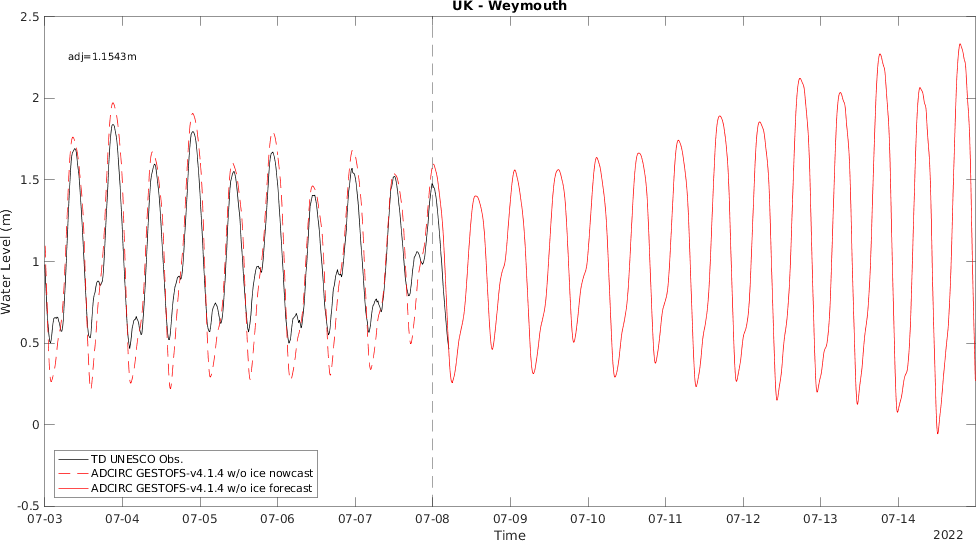 UK - Weymouth
adj=1.1543m
2.5
2
1.5
1
0.5
0
-0.5
Water Level (m)
TD UNESCO Obs.
ADCIRC GESTOFS-v4.1.4 w/o ice nowcast
ADCIRC GESTOFS-v4.1.4 w/o ice forecast
07-03 07-04 07-05 07-06 07-07 07-08 07-09 07-10 07-11 07-12 07-13 07-14
Time
2022